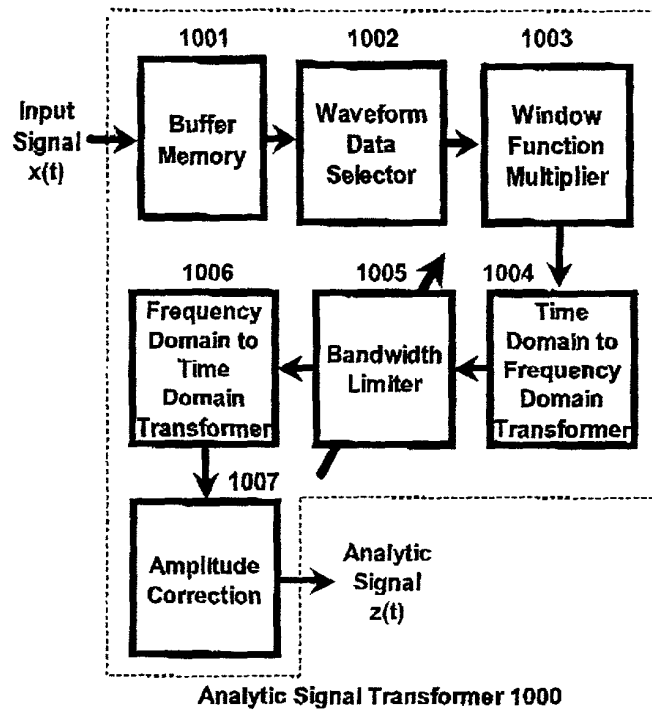 1001
1002
1003
Input
Signal
x(t)
Buffer
Memory
Waveform
Data
Selector
Window
Function
Multiplier
1006
1005
1004
Frequency
Domain to
Time
Domain
Transformer
Bandwidth
Limiter
Time
Domain to
Frequency
Domain
Transformer
1007
Amplitude
Correction
Analytic
Signal
z(t)
Analytic Signal Transformer 1000